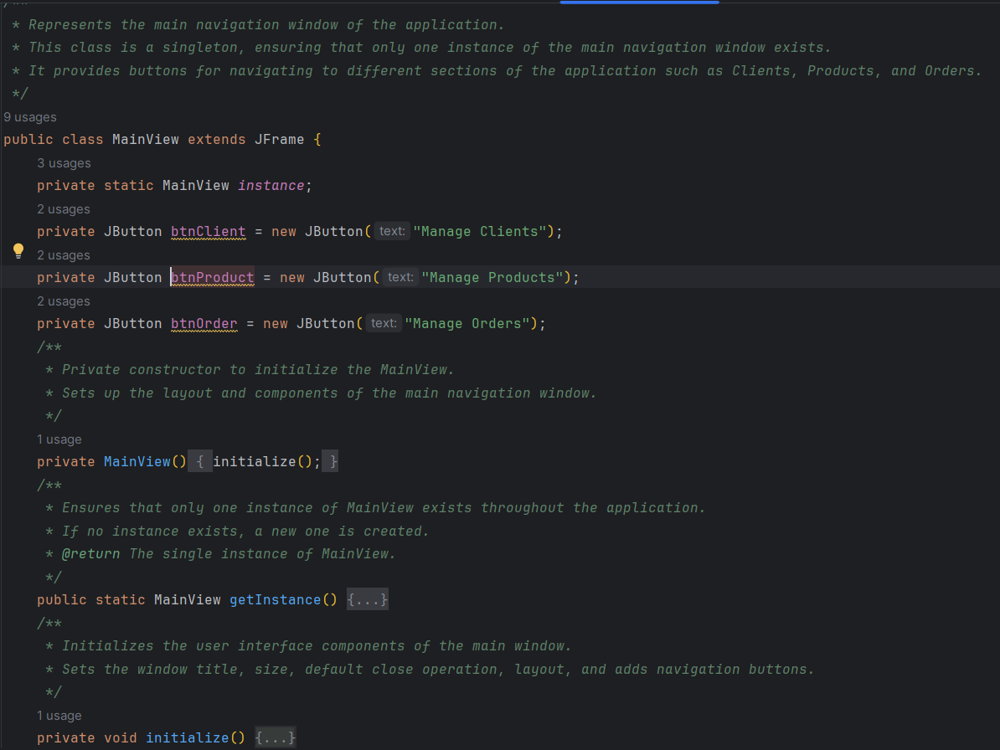 /**
* Represents the main navigation window of the application.
* This class is a singleton, ensuring that only one instance of the main navigation window exists.
* It provides buttons for navigating to different sections of the application such as Clients, Products, and Orders.
*/
9 usages
public class MainView extends JFrame {
3 usages
private static MainView instance;
2 usages
private JButton btnClient = new JButton( text: "Manage Clients");
2 usages
private JButton btnProduct = new JButton( text: "Manage Products");
2 usages
private JButton btnOrder = new JButton( text: "Manage Orders");
/**
* Private constructor to initialize the MainView.
* Sets up the layout and components of the main navigation window.
*/
1 usage
private MainView() { initialize(); }
/**
* Ensures that only one instance of MainView exists throughout the application.
* If no instance exists, a new one is created.
* @return The single instance of MainView.
*/
public static MainView getInstance() {...}
/**
* Initializes the user interface components of the main window.
* Sets the window title, size, default close operation, layout, and adds navigation buttons.
*/
1 usage
private void initialize() {...}